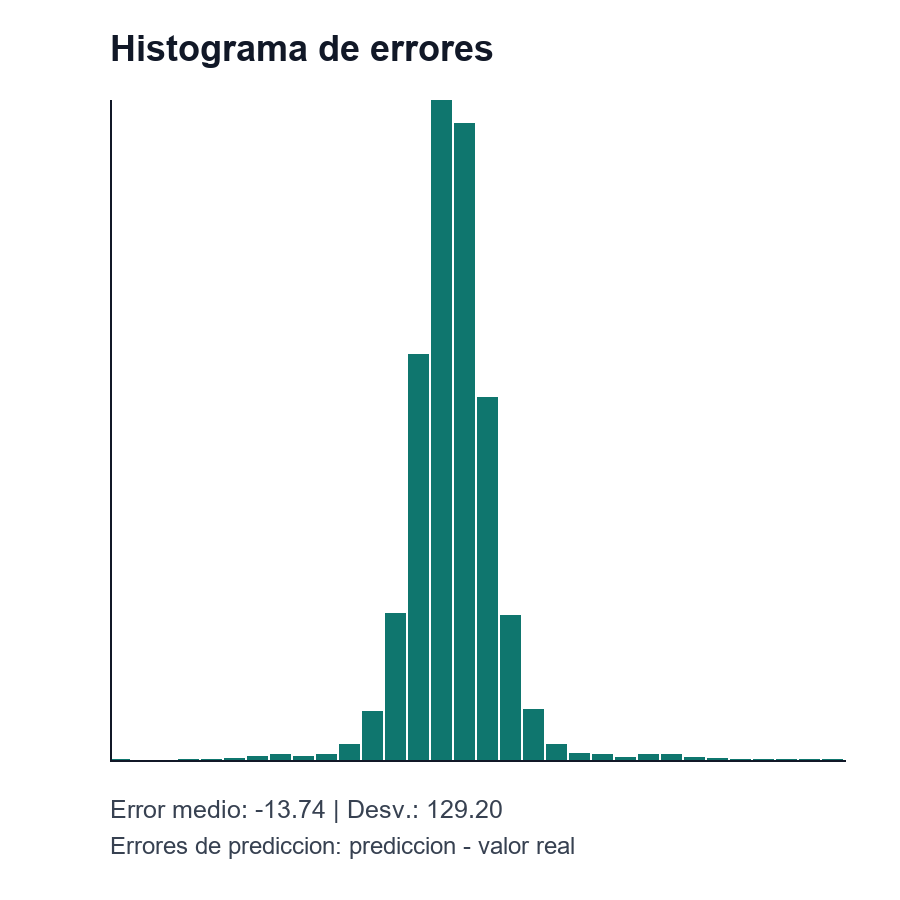 Histograma de errores
Error medio: -13.74 | Desv.: 129.20
Errores de prediccion: prediccion - valor real